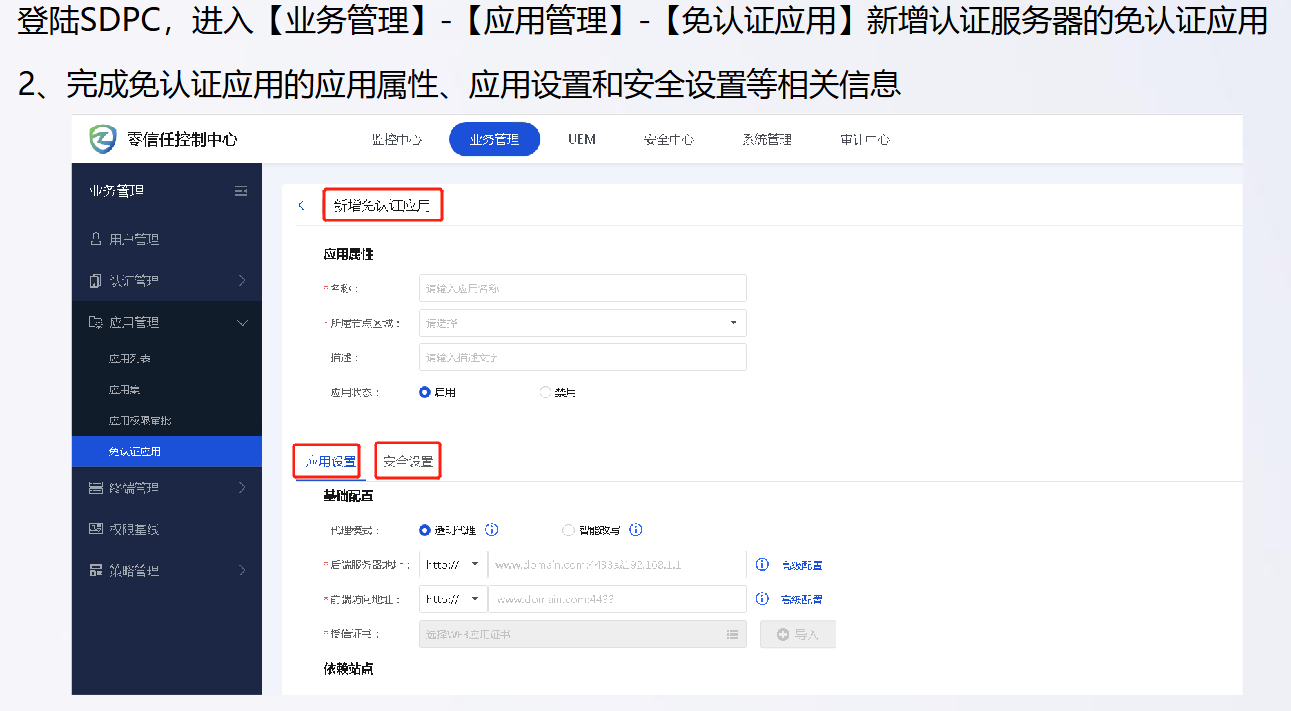 登陆SDPC，进入【业务管理】-【应用管理】-【免认证应用】新增认证服务器的免认证应用
2、完成免认证应用的应用属性、应用设置和安全设置等相关信息
零信任控制中心 监控中心 业务管理 UEM 安全中心 系统管理 审计中心
业务管理
用户管理
认证管理
应用管理
应用列表
应用集
应用权限审批
免认证应用
终端管理
权限基线
策略管理
新增免认证应用
应用属性
*名称： 请输入应用名称
*所属节点区域： 请选择
描述： 请输入描述文字
应用状态： 启用 禁用
应用设置 安全设置
基础配置
代理模式： 透明代理 智能改写
*后端服务器地址： http:// www.domain.com:4433或192.168.1.1 高级配置
*前端访问地址： http:// www.domain.com:4433 高级配置
*授信证书： 选择WEB应用证书 导入
依赖站点